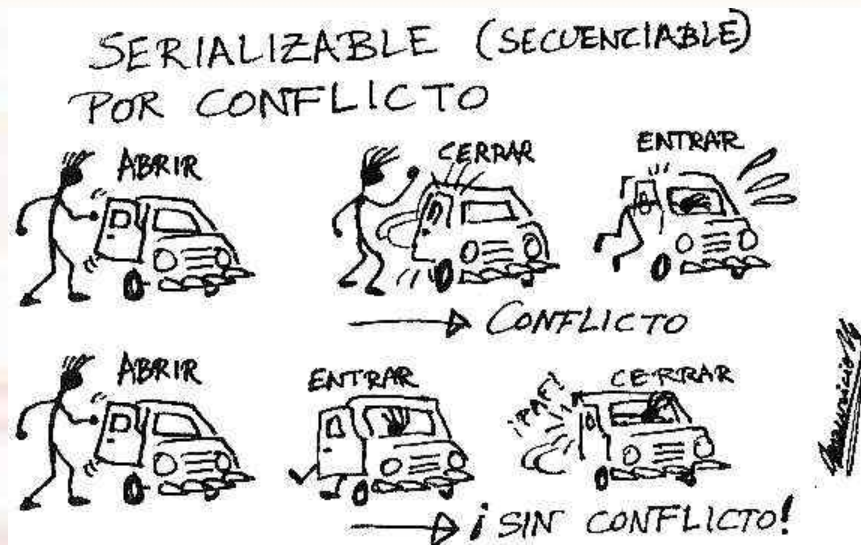 SERIALIZABLE (SECUENCIABLE)
POR CONFLICTO
ABRIR CERRAR ENTRAR
CONFLICTO
ABRIR ENTRAR CERRAR
¡PAF!
¡SIN CONFLICTO!